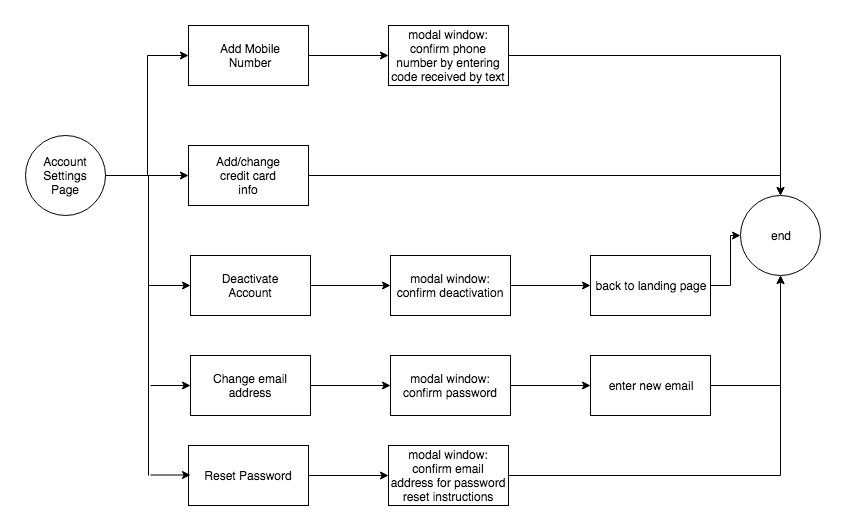 Add Mobile
Number
modal window:
confirm phone
number by entering
code received by text
Account
Settings
Page
Add/change
credit card
info
end
Deactivate
Account
modal window:
confirm deactivation
back to landing page
Change email
address
modal window:
confirm password
enter new email
Reset Password
modal window:
confirm email
address for password
reset instructions